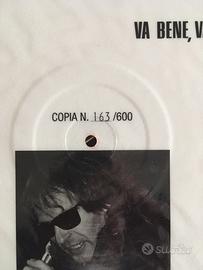 VA BENE, V
COPIA N. 163/600
subito